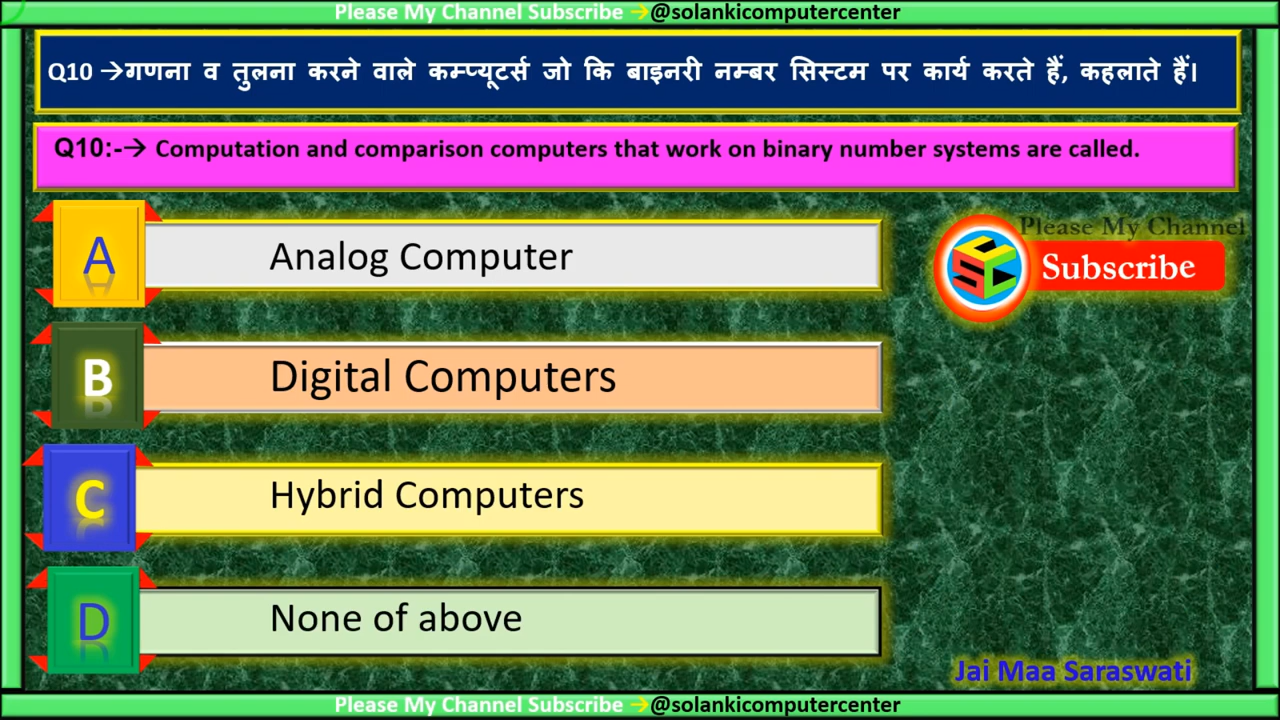 Please My Channel Subscribe →@solankicomputercenter
Q10 →गणना व तुलना करने वाले कम्प्यूटर्स जो कि बाइनरी नम्बर सिस्टम पर कार्य करते हैं, कहलाते हैं।
Q10:-→ Computation and comparison computers that work on binary number systems are called.
A Analog Computer
Please My Channel
SCC Subscribe
B Digital Computers
C Hybrid Computers
D None of above
Jai Maa Saraswati
Please My Channel Subscribe →@solankicomputercenter